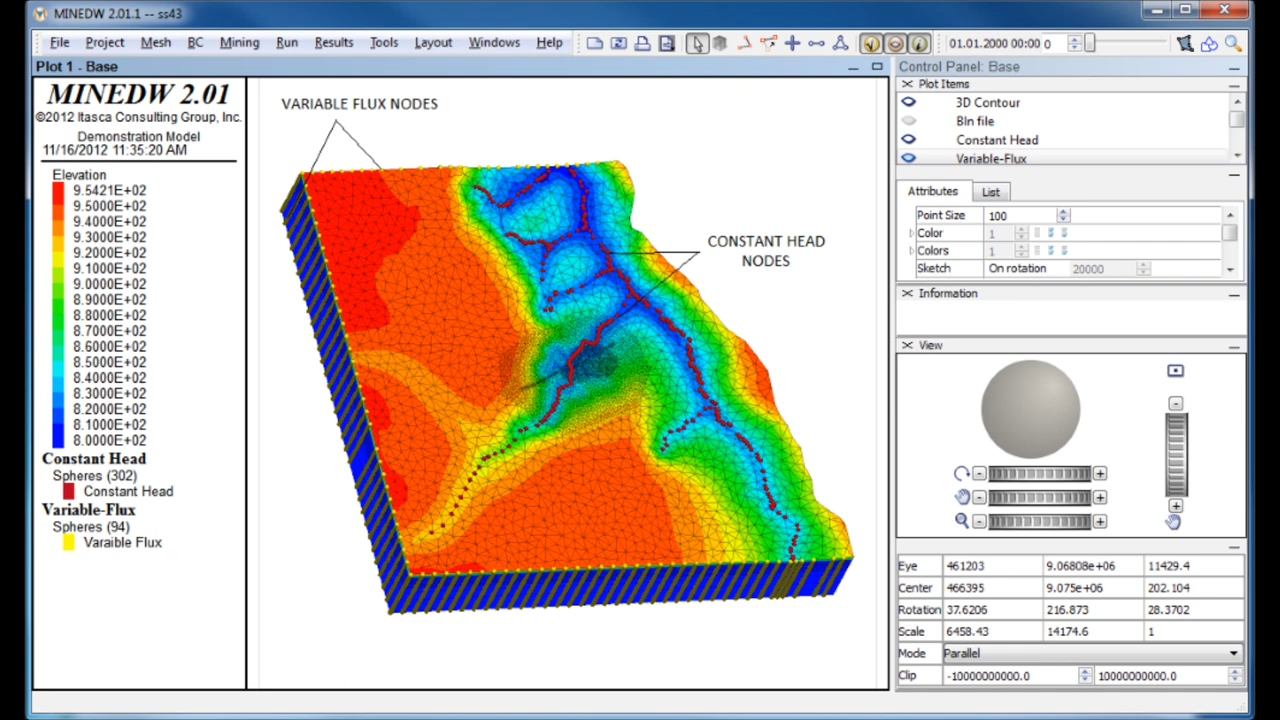 MINEDW 2.01.1 -- ss43
File Project Mesh BC Mining Run Results Tools Layout Windows Help 01.01.2000 00:00 0
Plot 1 - Base
MINEDW 2.01
©2012 Itasca Consulting Group, Inc.
Demonstration Model
11/16/2012 11:35:20 AM
Elevation
9.5421E+02
9.5000E+02
9.4000E+02
9.3000E+02
9.2000E+02
9.1000E+02
9.0000E+02
8.9000E+02
8.8000E+02
8.7000E+02
8.6000E+02
8.5000E+02
8.4000E+02
8.3000E+02
8.2000E+02
8.1000E+02
8.0000E+02
Constant Head
Spheres (302)
Constant Head
Variable-Flux
Spheres (94)
Varaible Flux
VARIABLE FLUX NODES
CONSTANT HEAD
NODES
Control Panel: Base
Plot Items
3D Contour
Bln file
Constant Head
Variable-Flux
Attributes List
Point Size 100
Color 1
Colors 1
Sketch On rotation 20000
Information
View
Eye 461203 9.06808e+06 11429.4
Center 466395 9.075e+06 202.104
Rotation 37.6206 216.873 28.3702
Scale 6458.43 14174.6 1
Mode Parallel
Clip -10000000000.0 10000000000.0